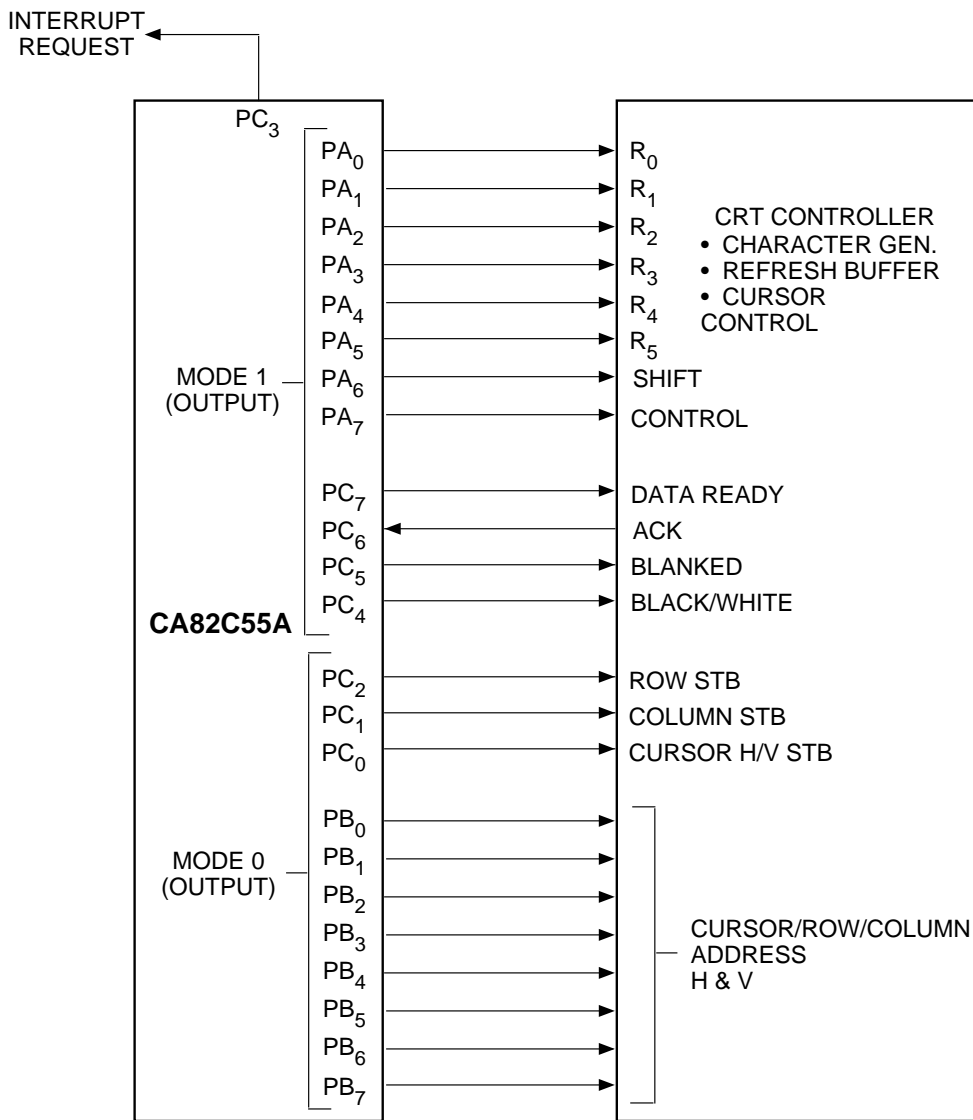 INTERRUPT
REQUEST
PC3
PA0
R0
PA1
R1
PA2
R2
PA3
R3
PA4
R4
PA5
R5
PA6
SHIFT
PA7
CONTROL
CRT CONTROLLER
• CHARACTER GEN.
• REFRESH BUFFER
• CURSOR
CONTROL
MODE 1
(OUTPUT)
PC7
DATA READY
PC6
ACK
PC5
BLANKED
PC4
BLACK/WHITE
CA82C55A
PC2
ROW STB
PC1
COLUMN STB
PC0
CURSOR H/V STB
MODE 0
(OUTPUT)
PB0
PB1
PB2
PB3
PB4
PB5
PB6
PB7
CURSOR/ROW/COLUMN
ADDRESS
H & V